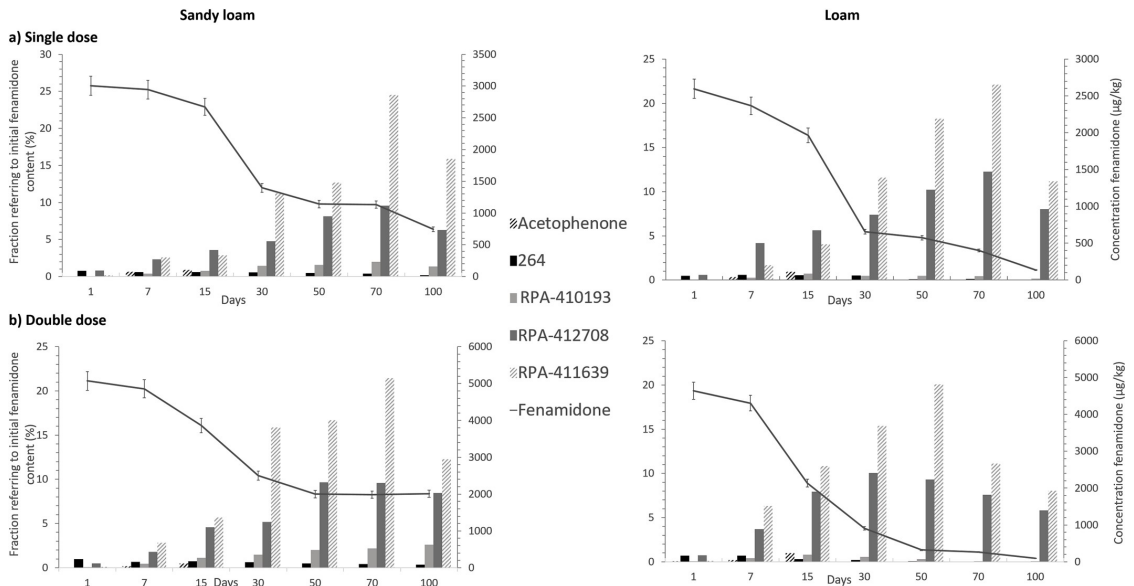 Sandy loam
Loam
a) Single dose
Fraction referring to initial fenamidone
content (%)
30
25
20
15
10
5
0
3500
3000
2500
2000
1500
1000
500
0
1 7 15 30 50 70 100
Days
25
20
15
10
5
0
3000
2500
2000
1500
1000
500
0
Concentration fenamidone (µg/kg)
1 7 15 30 50 70 100
Days
Acetophenone
264
RPA-410193
RPA-412708
RPA-411639
Fenamidone
b) Double dose
Fraction referring to initial fenamidone
content (%)
25
20
15
10
5
0
6000
5000
4000
3000
2000
1000
0
1 7 15 30 50 70 100
Days
25
20
15
10
5
0
6000
5000
4000
3000
2000
1000
0
Concentration fenamidone (µg/kg)
1 7 15 30 50 70 100
Days